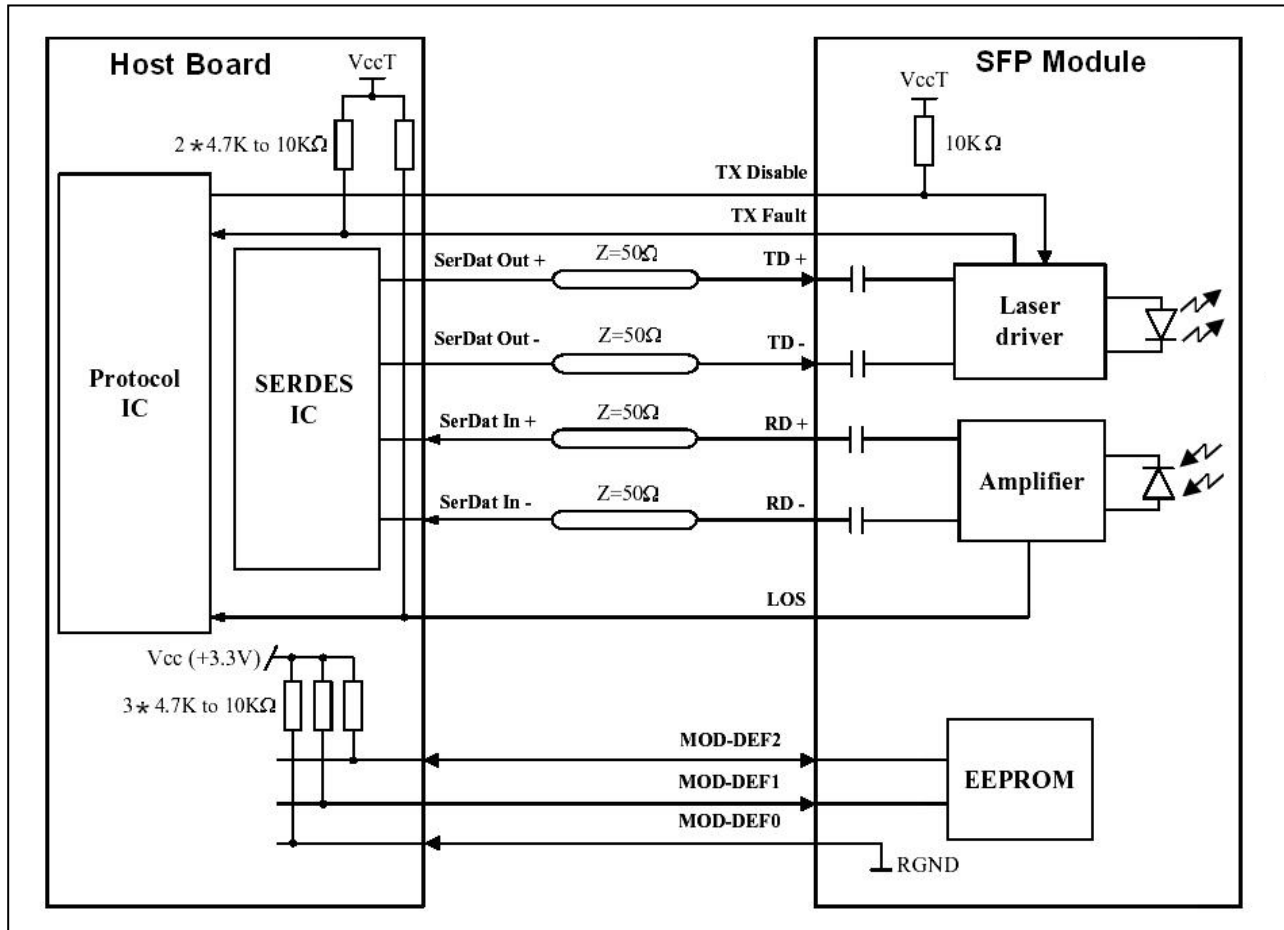 Host Board
SFP Module
VccT
VccT
2*4.7K to 10KΩ
10KΩ
TX Disable
TX Fault
SerDat Out +
Z=50Ω
TD +
SerDat Out -
Z=50Ω
TD -
Laser
driver
Protocol
IC
SERDES
IC
SerDat In +
Z=50Ω
RD +
SerDat In -
Z=50Ω
RD -
Amplifier
LOS
Vcc (+3.3V)
3* 4.7K to 10KΩ
MOD-DEF2
MOD-DEF1
MOD-DEF0
EEPROM
RGND